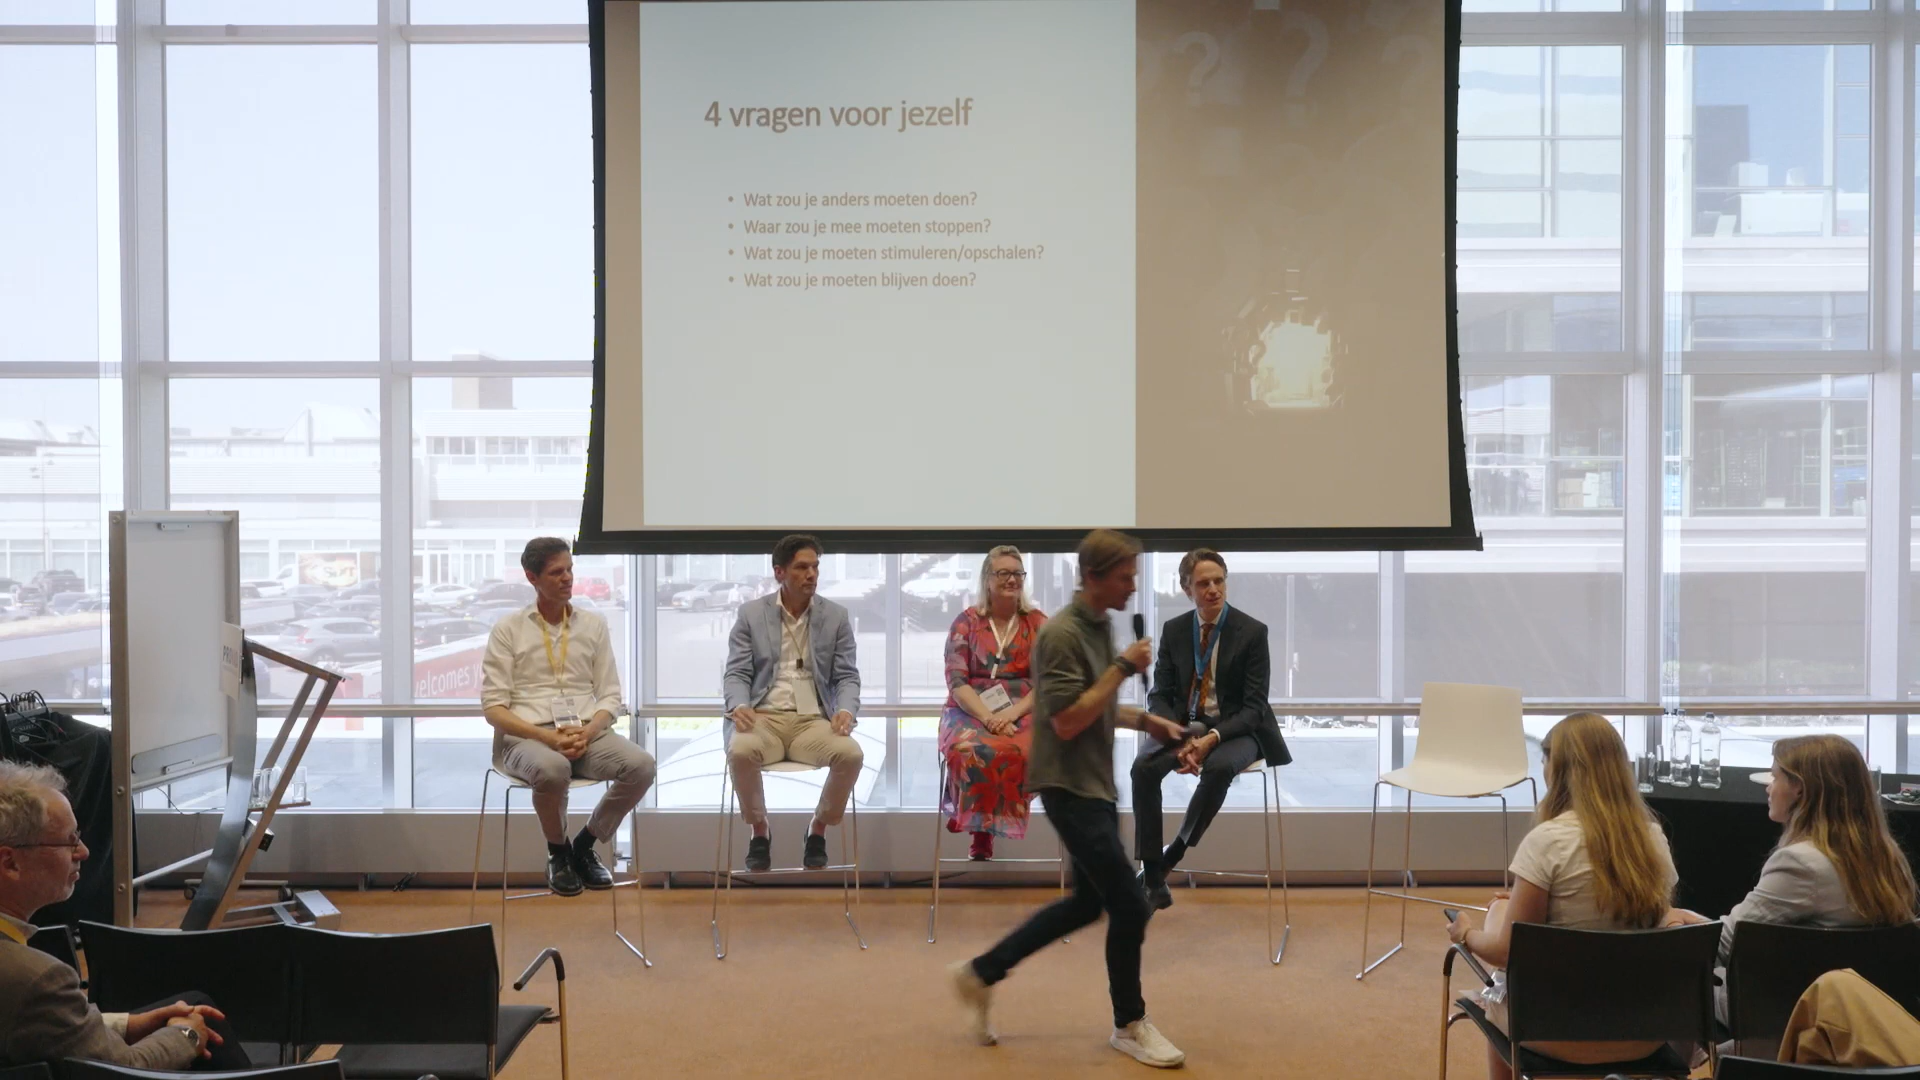 4 vragen voor jezelf
• Wat zou je anders moeten doen?
• Waar zou je mee moeten stoppen?
• Wat zou je moeten stimuleren/opschalen?
• Wat zou je moeten blijven doen?